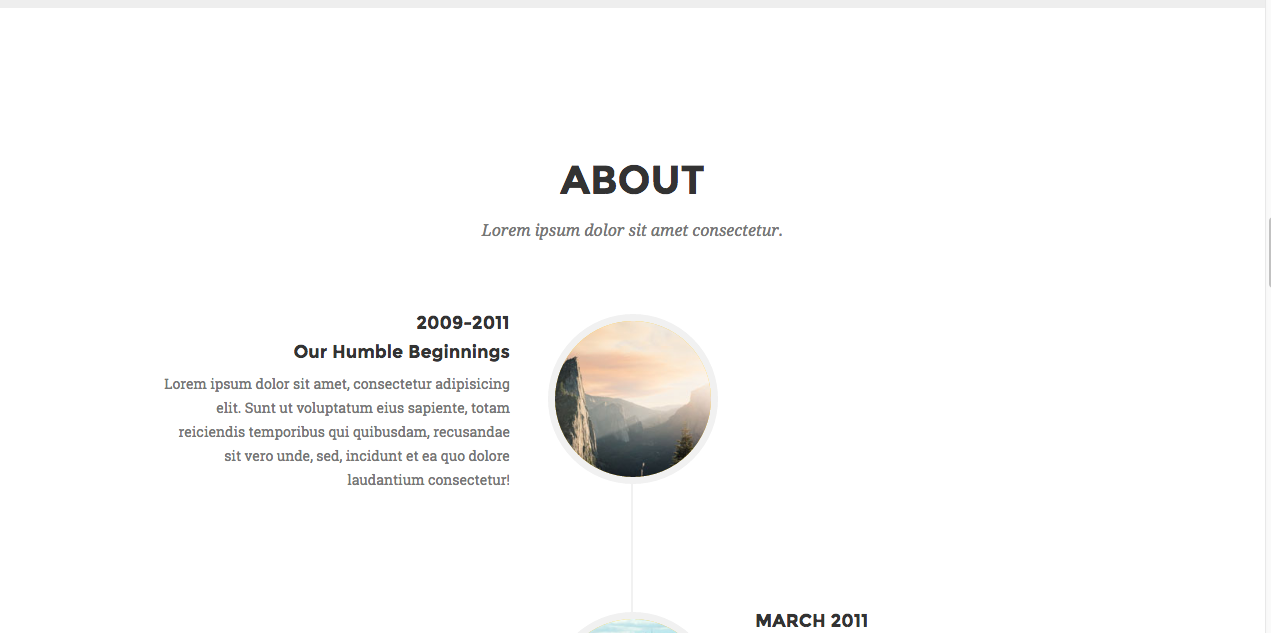 ABOUT
Lorem ipsum dolor sit amet consectetur.
2009-2011
Our Humble Beginnings
Lorem ipsum dolor sit amet, consectetur adipisicing
elit. Sunt ut voluptatum eius sapiente, totam
reiciendis temporibus qui quibusdam, recusandae
sit vero unde, sed, incidunt et ea quo dolore
laudantium consectetur!
MARCH 2011